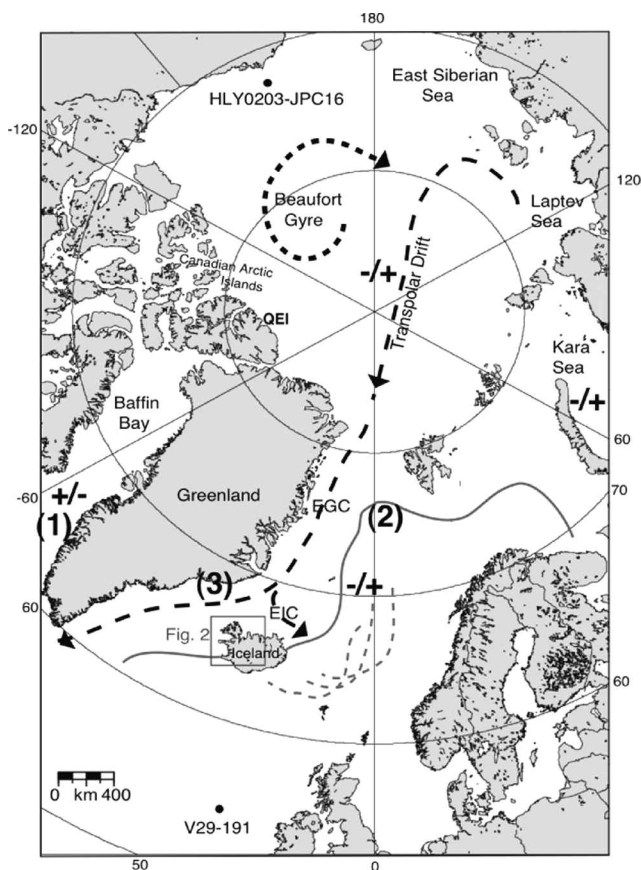 180
East Siberian
Sea
HLY0203-JPC16
-120
120
Beaufort
Gyre
Laptev
Sea
Canadian Arctic
Islands
-/+
Transpolar Drift
QEI
Kara
Sea
-/+
Baffin
Bay
60
-60
+/-
(1)
Greenland
EGC
(2)
70
(3)
-/+
60
EIC
Fig. 2
Iceland
60
0 km 400
V29-191
50
0